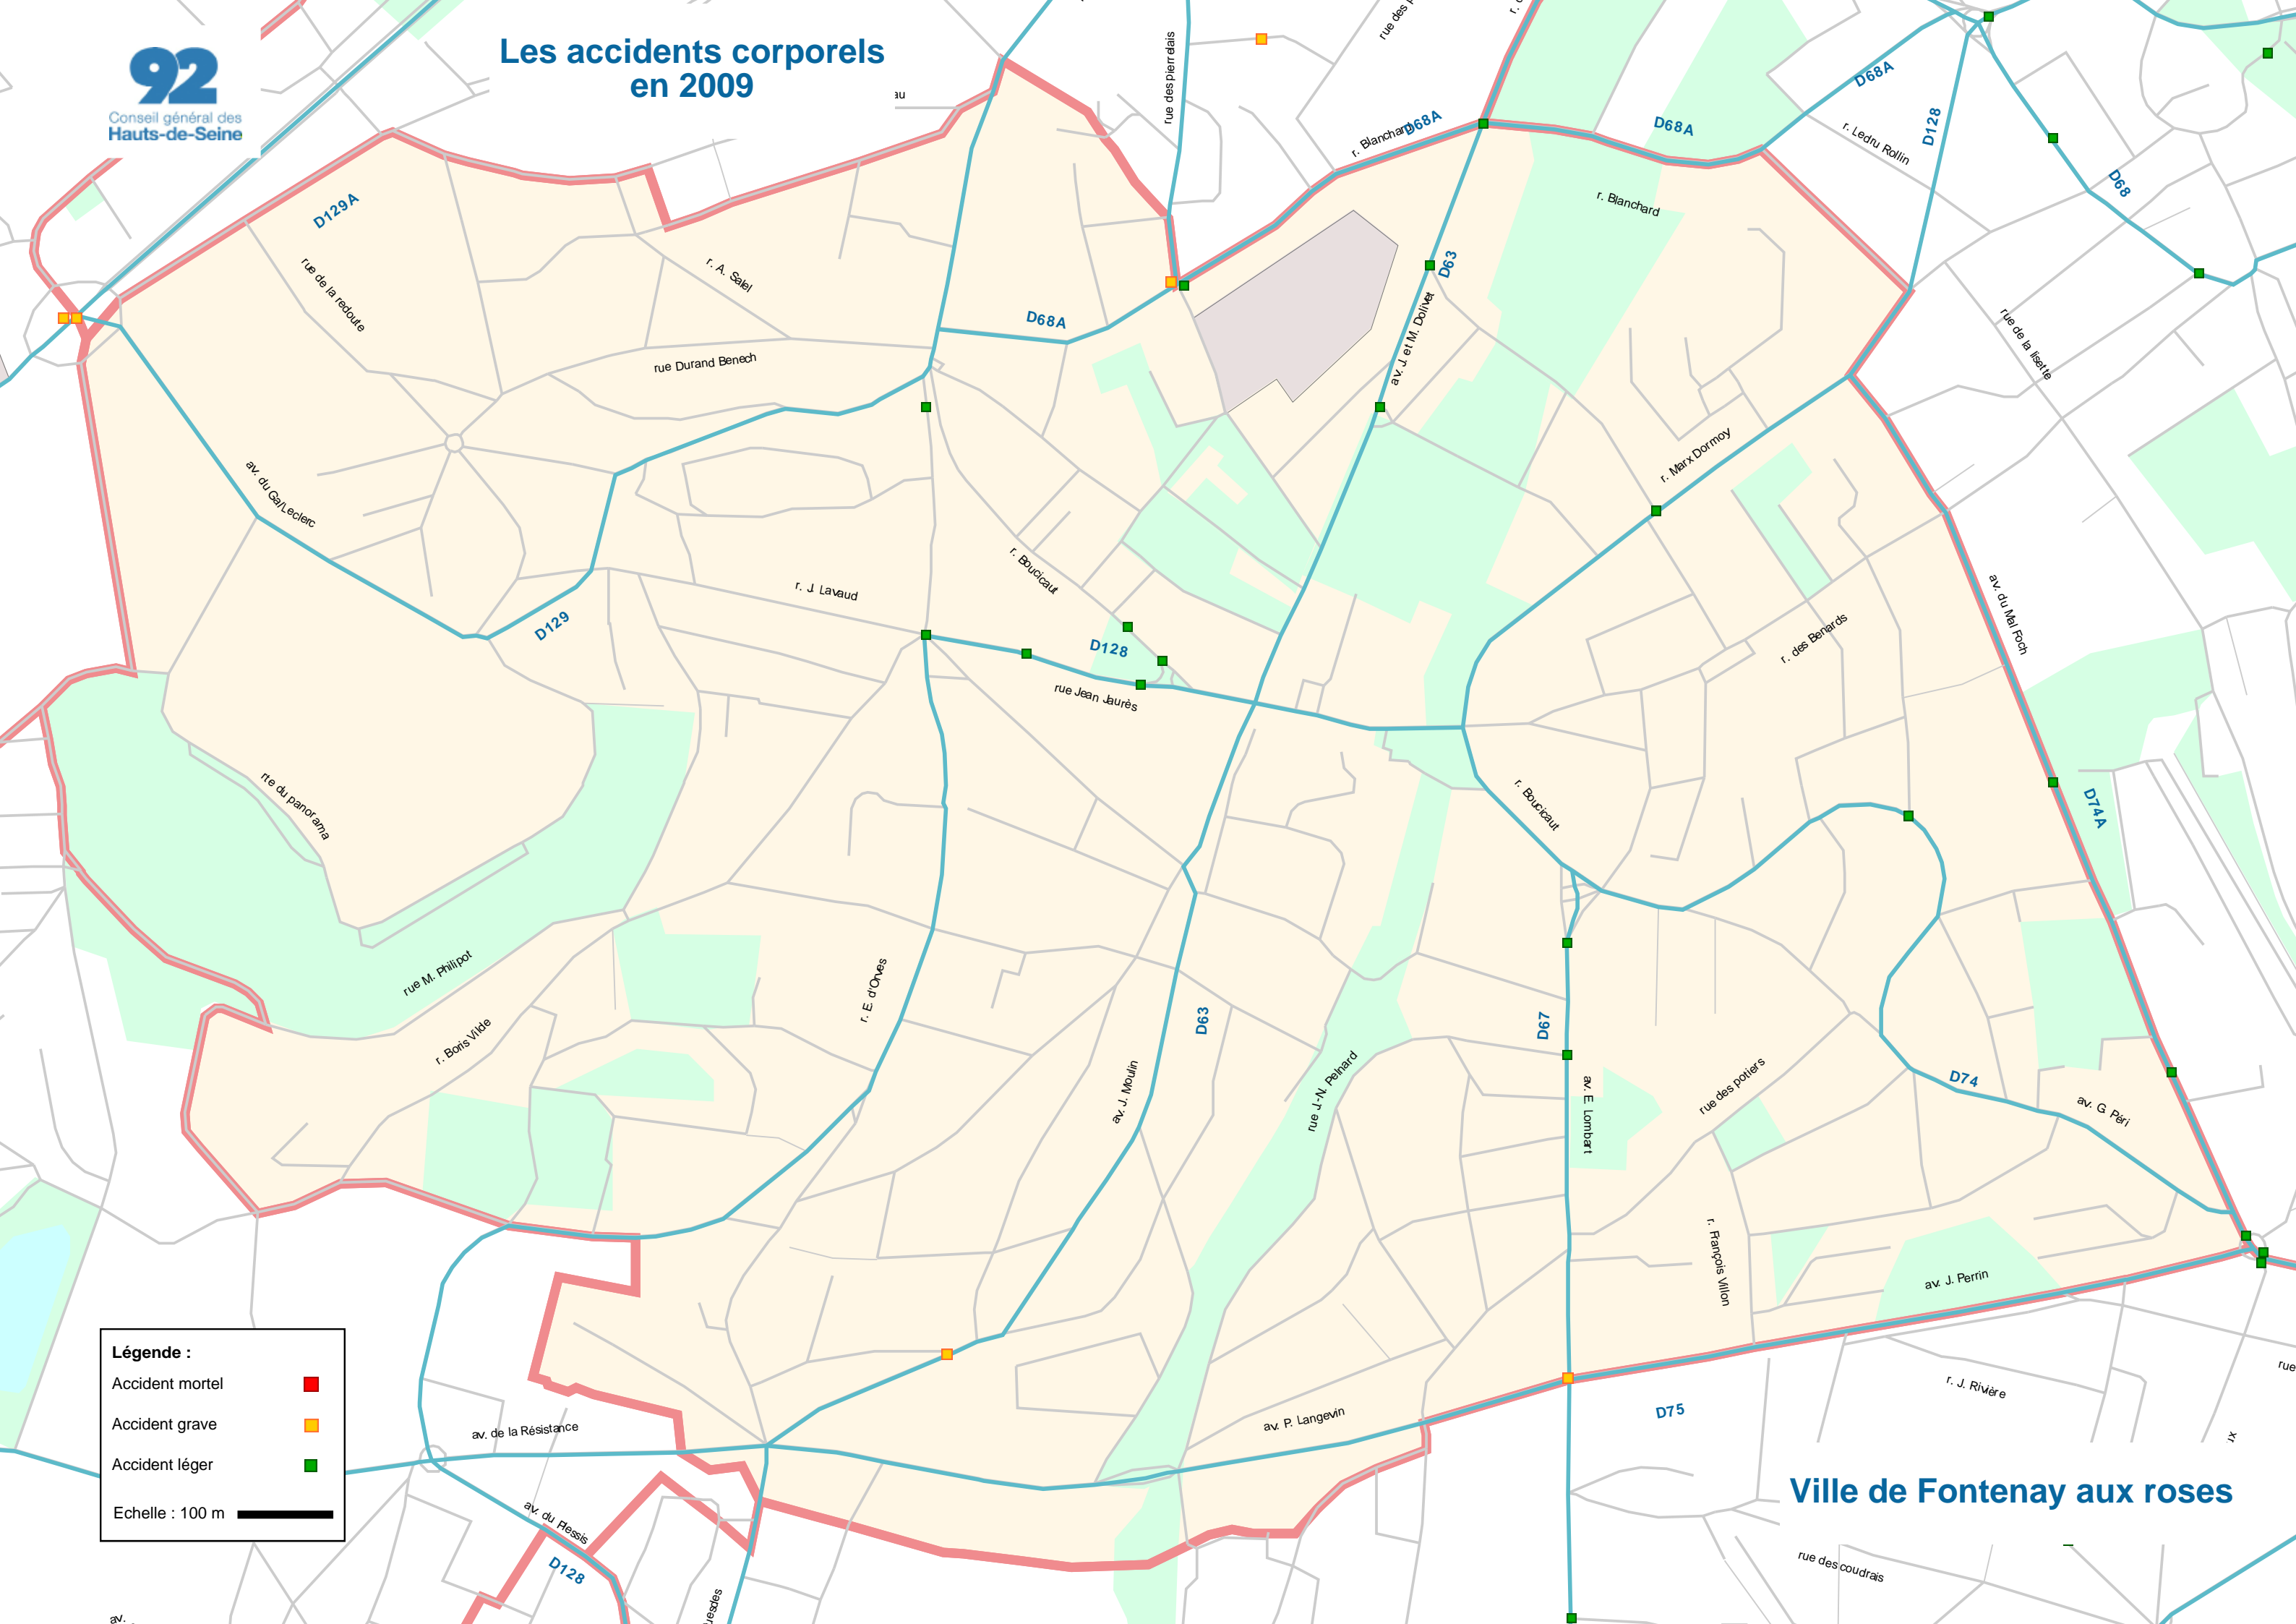 92
Conseil général des
Hauts-de-Seine
Les accidents corporels
en 2009
au
rue des pierrelais
rue des
r. Blanchard
D68A
D68A
D68A
D128
r. Ledru Rollin
D68
D129A
rue de la redoute
r. A. Salel
r. Blanchard
D63
av. J. et M. Dolivet
D68A
rue Durand Benech
rue de la lisette
av. du Gal Leclerc
r. Marx Dormoy
r. Boucicaut
r. J. Lavaud
D129
D128
rue Jean Jaurès
r. des Benards
av. du Mal Foch
rte du panorama
r. Boucicaut
D74A
rue M. Philipot
r. Boris Vilde
r. E. d'Orves
D63
D67
av. J. Moulin
rue J.-N. Pelnard
av. E. Lombart
rue des potiers
D74
av. G. Péri
r. François Villon
av. J. Perrin
Légende :
Accident mortel
Accident grave
Accident léger
Echelle : 100 m
av. de la Résistance
av. P. Langevin
D75
r. J. Rivière
rue
Ville de Fontenay aux roses
av. du Plessis
D128
rue des coudrais
av.